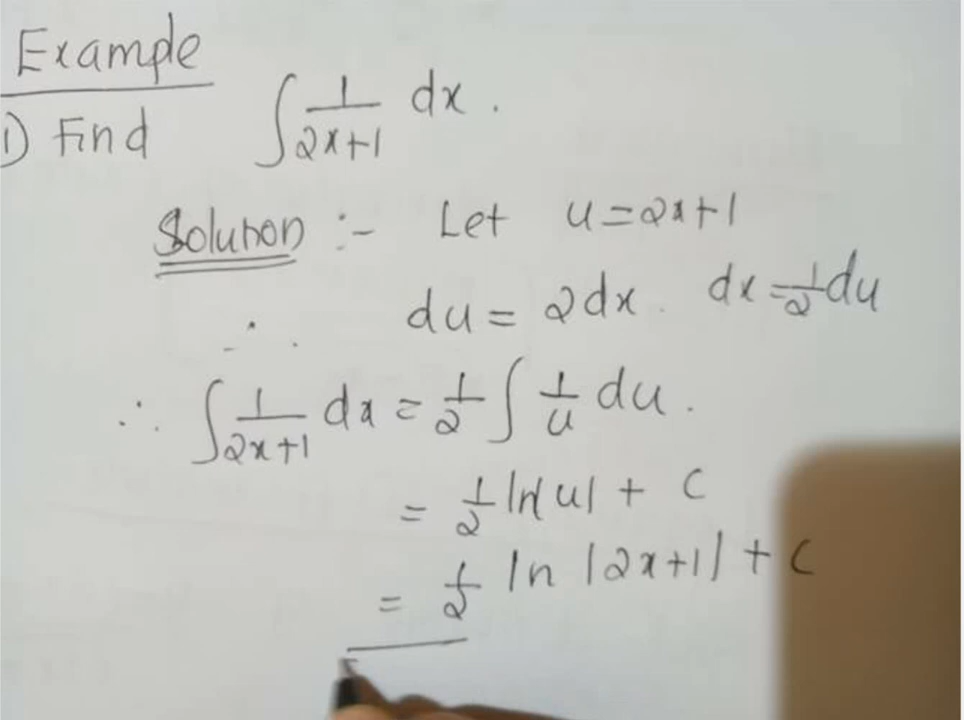 Example
1) Find ∫ 1/(2x+1) dx.
Solution :- Let u=2x+1
∴ du = 2dx. dx=1/2 du
∴ ∫ 1/(2x+1) dx = 1/2 ∫ 1/u du.
= 1/2 ln|u| + c
= 1/2 ln |2x+1| + c